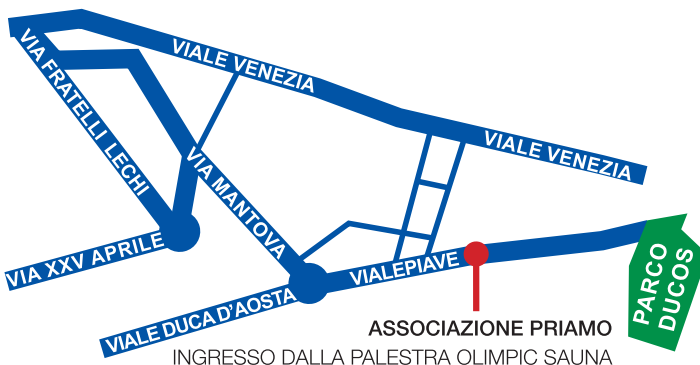 VIALE VENEZIA
VIA FRATELLI LECHI
VIALE VENEZIA
VIA MANTOVA
VIA XXV APRILE
VIALEPIAVE
PARCO
DUCOS
VIALE DUCA D'AOSTA
ASSOCIAZIONE PRIAMO
INGRESSO DALLA PALESTRA OLIMPIC SAUNA